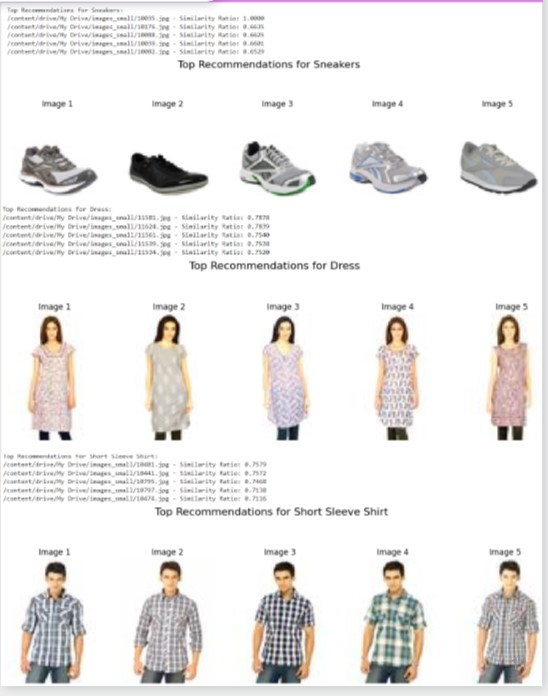 Top Recommendations for Sneakers:
/content/drive/My Drive/images_small/10035.jpg - Similarity Ratio: 1.0000
/content/drive/My Drive/images_small/10176.jpg - Similarity Ratio: 0.6635
/content/drive/My Drive/images_small/ - Similarity Ratio: 0.6625
/content/drive/My Drive/images_small/10039.jpg - Similarity Ratio: 0.6601
/content/drive/My Drive/images_small/10002.jpg - Similarity Ratio: 0.6529
Top Recommendations for Sneakers
Image 1 Image 2 Image 3 Image 4 Image 5
Top Recommendations for Dress:
/content/drive/My Drive/images_small/11581.jpg - Similarity Ratio: 0.7878
/content/drive/My Drive/images_small/11624.jpg - Similarity Ratio: 0.7839
/content/drive/My Drive/images_small/11561.jpg - Similarity Ratio: 0.7540
/content/drive/My Drive/images_small/11539.jpg - Similarity Ratio: 0.7538
/content/drive/My Drive/images_small/11534.jpg - Similarity Ratio: 0.7520
Top Recommendations for Dress
Image 1 Image 2 Image 3 Image 4 Image 5
Top Recommendations for Short Sleeve Shirt:
/content/drive/My Drive/images_small/10481.jpg - Similarity Ratio: 0.7579
/content/drive/My Drive/images_small/10441.jpg - Similarity Ratio: 0.7572
/content/drive/My Drive/images_small/10795.jpg - Similarity Ratio: 0.7468
/content/drive/My Drive/images_small/10797.jpg - Similarity Ratio: 0.7138
/content/drive/My Drive/images_small/10474.jpg - Similarity Ratio: 0.7116
Top Recommendations for Short Sleeve Shirt
Image 1 Image 2 Image 3 Image 4 Image 5